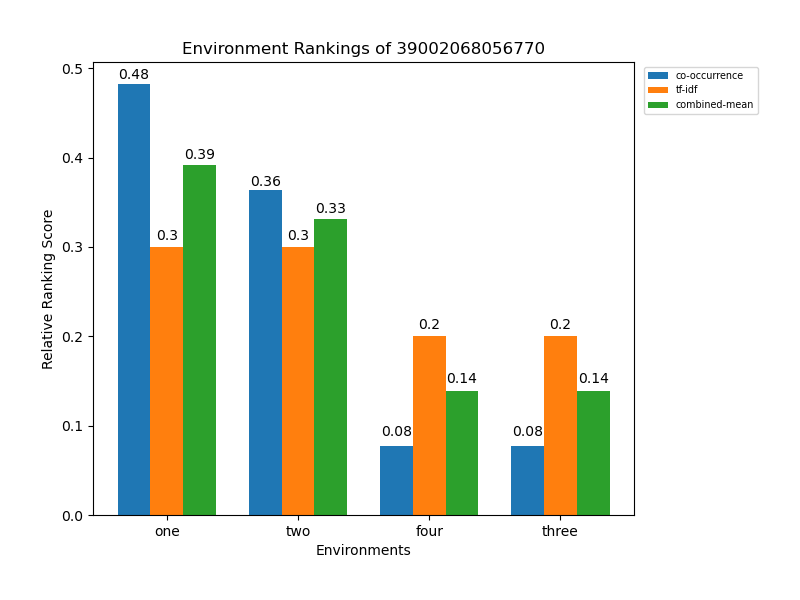 Environment Rankings of 39002068056770
co-occurrence
tf-idf
combined-mean
Relative Ranking Score
0.5
0.4
0.3
0.2
0.1
0.0
0.48
0.3
0.39
0.36
0.3
0.33
0.08
0.2
0.14
0.08
0.2
0.14
one two four three
Environments